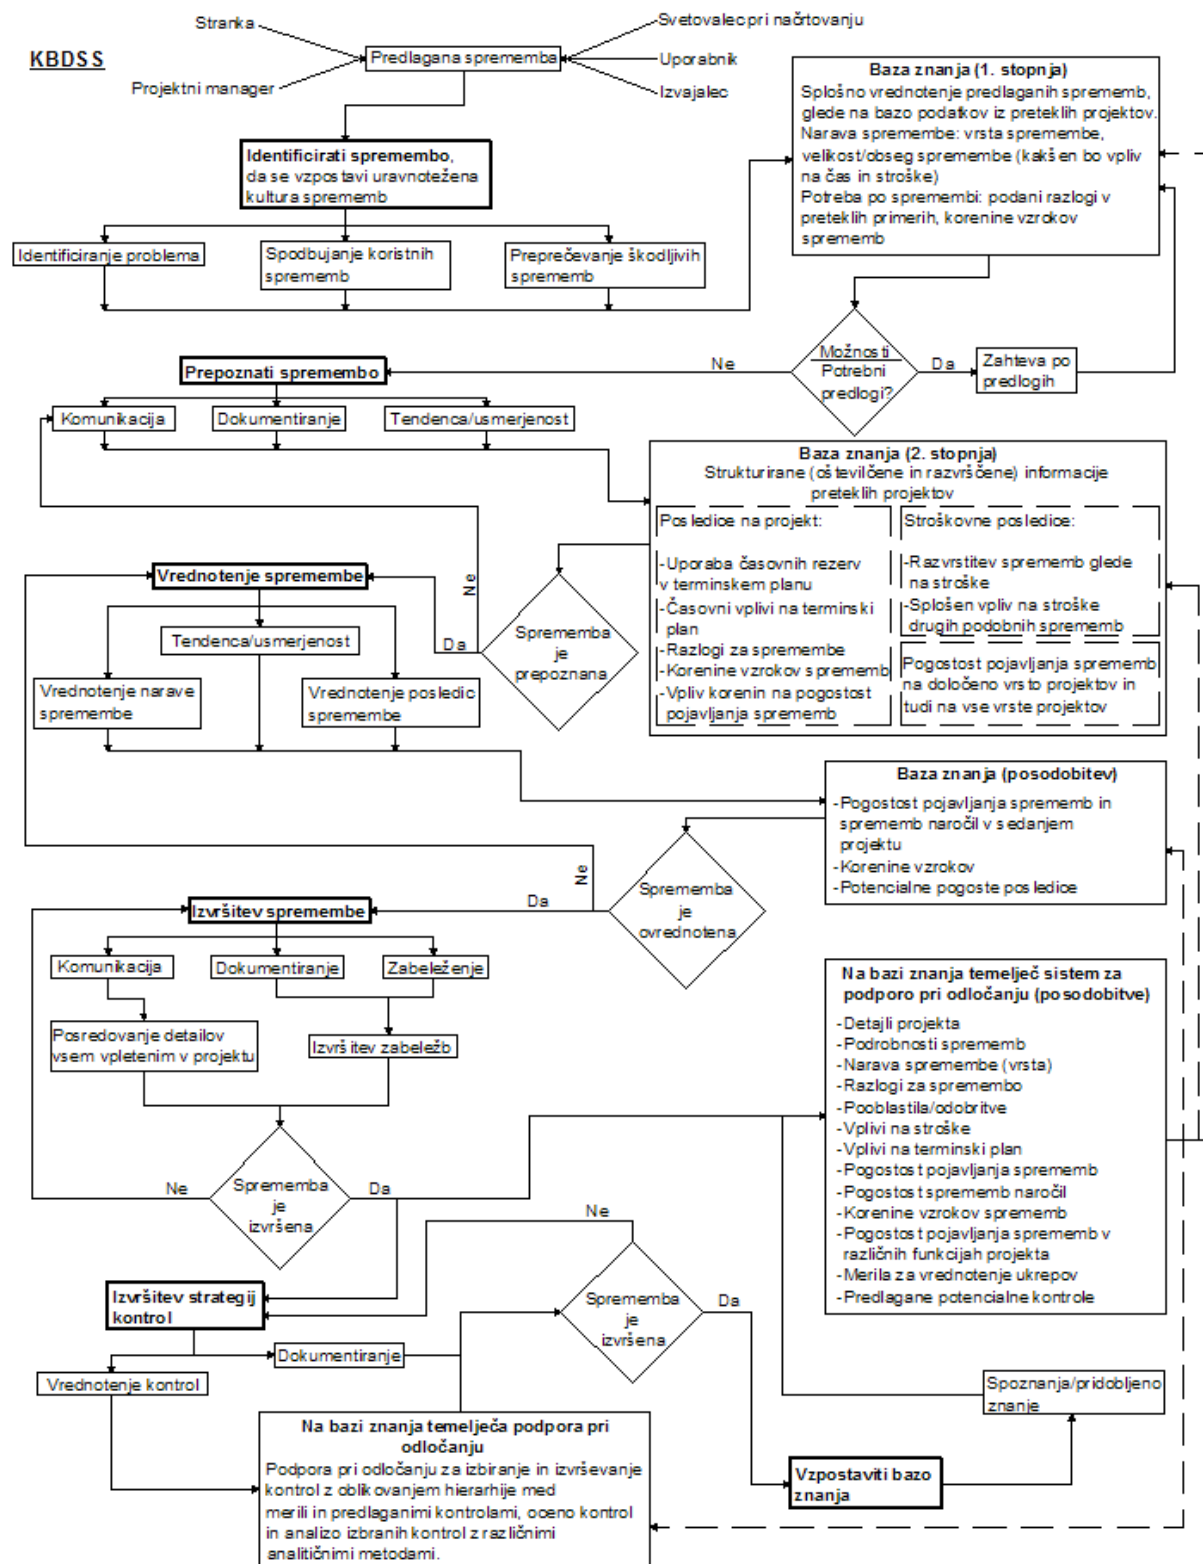 KBDSS
Stranka
Svetovalec pri načrtovanju
Predlagana sprememba
Uporabnik
Projektni manager
Izvajalec
Identificirati spremembo,
da se vzpostavi uravnotežena
kultura sprememb
Identificiranje problema
Spodbujanje koristnih
sprememb
Preprečevanje škodljivih
sprememb
Baza znanja (1. stopnja)
Splošno vrednotenje predlaganih sprememb,
glede na bazo podatkov iz preteklih projektov.
Narava spremembe: vrsta spremembe,
velikost/obseg spremembe (kakšen bo vpliv
na čas in stroške)
Potreba po spremembi: podani razlogi v
preteklih primerih, korenine vzrokov
sprememb
Možnosti
Potrebni
predlogi?
Ne
Da
Zahteva po
predlogih
Prepoznati spremembo
Komunikacija
Dokumentiranje
Tendenca/usmerjenost
Baza znanja (2. stopnja)
Strukturirane (oštevilčene in razvrščene) informacije
preteklih projektov
Posledice na projekt:
-Uporaba časovnih rezerv
v terminskem planu
-Časovni vplivi na terminski
plan
-Razlogi za spremembe
-Korenine vzrokov sprememb
-Vpliv korenin na pogostost
pojavljanja sprememb
Stroškovne posledice:
-Razvrstitev sprememb glede
na stroške
-Splošen vpliv na stroške
drugih podobnih sprememb
Pogostost pojavljanja sprememb
na določeno vrsto projektov in
tudi na vse vrste projektov
Sprememba
je
prepoznana
Ne
Da
Vrednotenje spremembe
Tendenca/usmerjenost
Vrednotenje narave
spremembe
Vrednotenje posledic
spremembe
Baza znanja (posodobitev)
-Pogostost pojavljanja sprememb in
sprememb naročil v sedanjem
projektu
-Korenine vzrokov
-Potencialne pogoste posledice
Sprememba
je
ovrednotena
Ne
Da
Izvršitev spremembe
Komunikacija
Dokumentiranje
Zabeleženje
Posredovanje detailov
vsem vpletenim v projektu
Izvršitev zabeležb
Sprememba
je
izvršena
Ne
Da
Na bazi znanja temelječ sistem za
podporo pri odločanju (posodobitve)
-Detajli projekta
-Podrobnosti sprememb
-Narava spremembe (vrsta)
-Razlogi za spremembo
-Pooblastila/odobritve
-Vplivi na stroške
-Vplivi na terminski plan
-Pogostost pojavljanja sprememb
-Pogostost sprememb naročil
-Korenine vzrokov sprememb
-Pogostost pojavljanja sprememb v
različnih funkcijah projekta
-Merila za vrednotenje ukrepov
-Predlagane potencialne kontrole
Izvršitev strategij
kontrol
Dokumentiranje
Vrednotenje kontrol
Ne
Sprememba
je
izvršena
Da
Na bazi znanja temelječa podpora pri
odločanju
Podpora pri odločanju za izbiranje in izvrševanje
kontrol z oblikovanjem hierarhije med
merili in predlaganimi kontrolami, oceno kontrol
in analizo izbranih kontrol z različnimi
analitičnimi metodami.
Spoznanja/pridobljeno
znanje
Vzpostaviti bazo
znanja